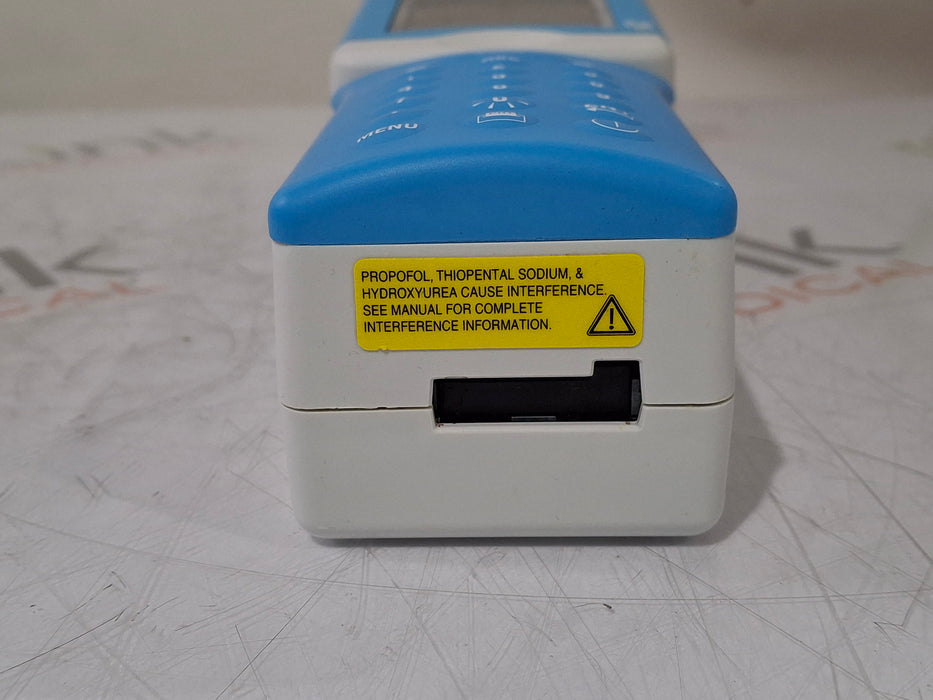 MENU
PROPOFOL, THIOPENTAL SODIUM, &
HYDROXYUREA CAUSE INTERFERENCE.
SEE MANUAL FOR COMPLETE
INTERFERENCE INFORMATION.